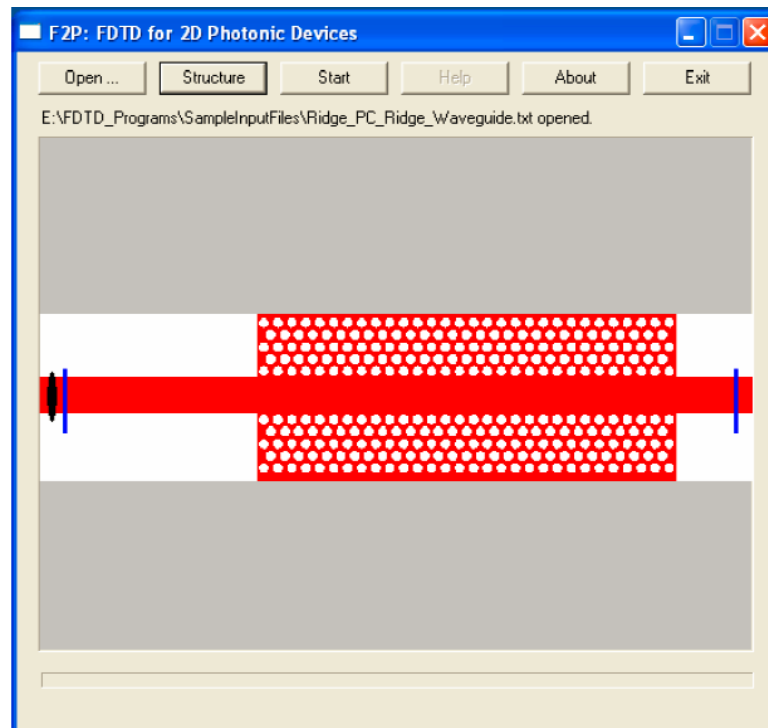 F2P: FDTD for 2D Photonic Devices
Open ... Structure Start Help About Exit
E:\FDTD_Programs\SampleInputFiles\Ridge_PC_Ridge_Waveguide.txt opened.